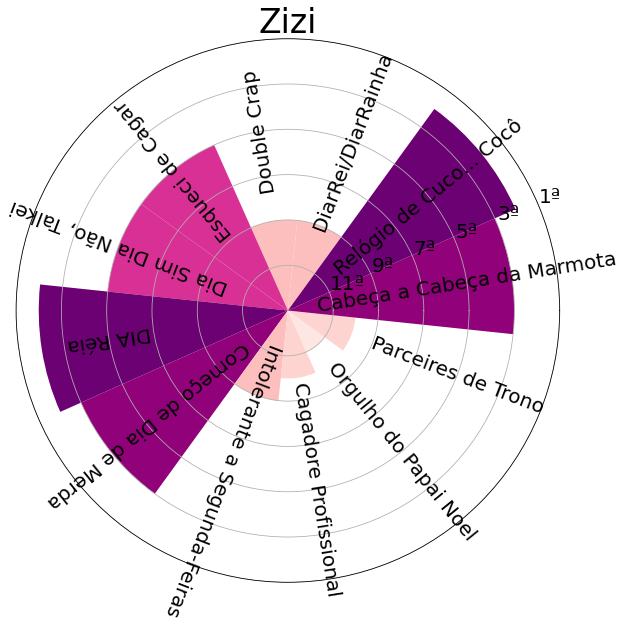 Zizi
Cabeça a Cabeça da Marmota
Relógio de Cuco... Cocô
DiarRei/DiarRainha
Double Crap
Esqueci de Cagar
Dia Sim Dia Não, Talkei
DIA Réia
Começo de Dia de Merda
Intolerante a Segunda-Feiras
Cagadore Profissional
Orgulho do Papai Noel
Parceires de Trono
11ª
9ª
7ª
5ª
3ª
1ª